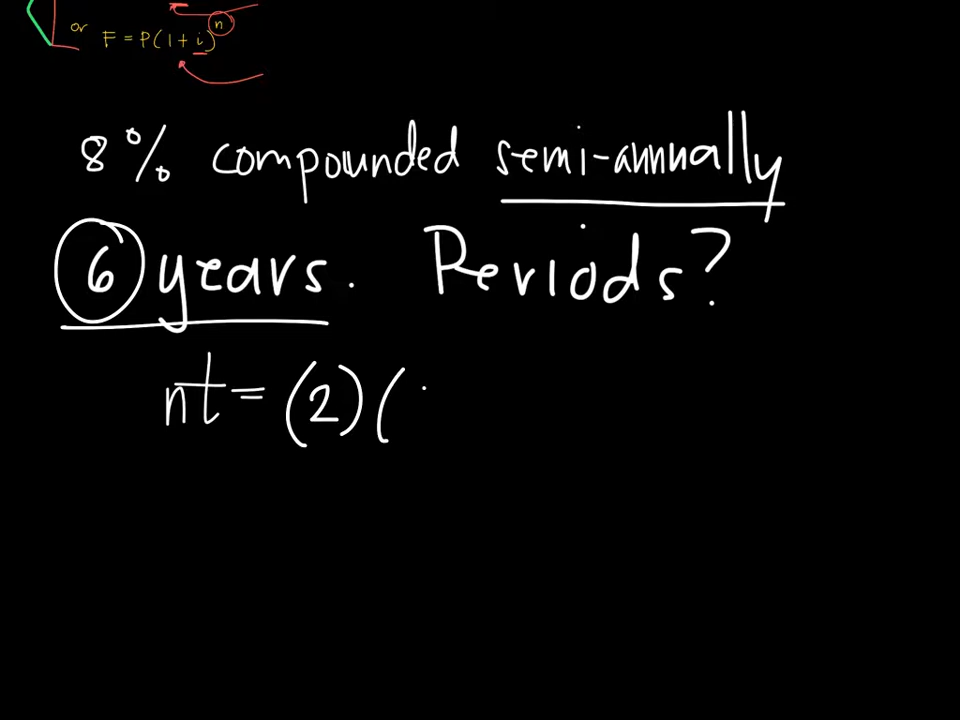 or F = P(1 + i)^n
8% compounded semi-annually
6 years. Periods?
nt = (2)(